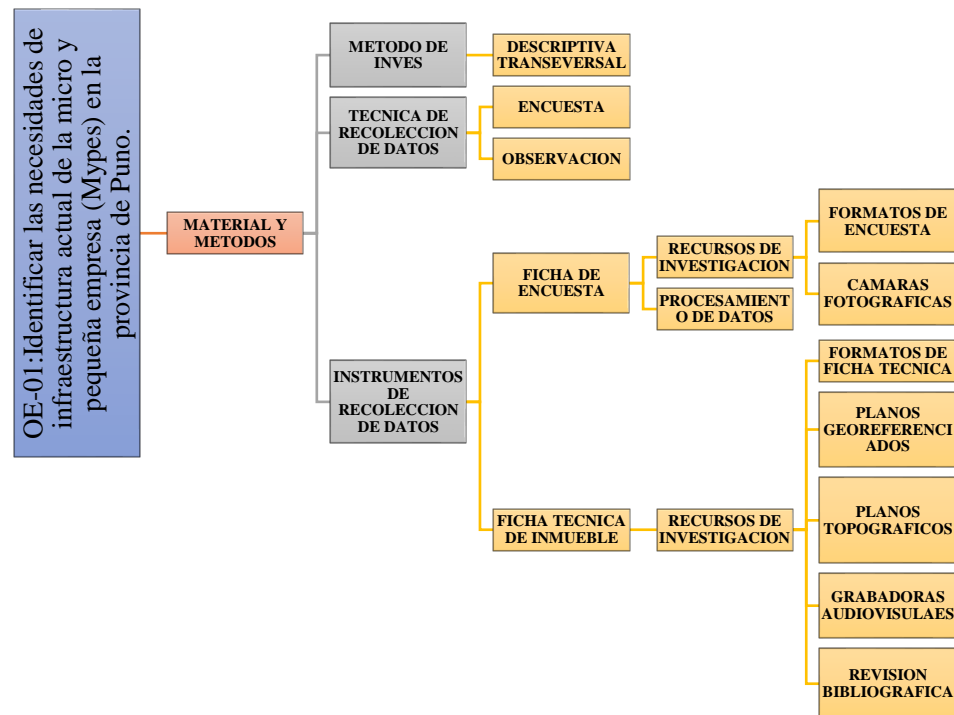 OE-01:Identificar las necesidades de
infraestructura actual de la micro y
pequeña empresa (Mypes) en la
provincia de Puno.
MATERIAL Y
METODOS
METODO DE
INVES
DESCRIPTIVA
TRANSEVERSAL
TECNICA DE
RECOLECCION
DE DATOS
ENCUESTA
OBSERVACION
INSTRUMENTOS
DE
RECOLECCION
DE DATOS
FICHA DE
ENCUESTA
RECURSOS DE
INVESTIGACION
FORMATOS DE
ENCUESTA
CAMARAS
FOTOGRAFICAS
PROCESAMIENT
O DE DATOS
FICHA TECNICA
DE INMUEBLE
RECURSOS DE
INVESTIGACION
FORMATOS DE
FICHA TECNICA
PLANOS
GEOREFERENCI
ADOS
PLANOS
TOPOGRAFICOS
GRABADORAS
AUDIOVISULAES
REVISION
BIBLIOGRAFICA